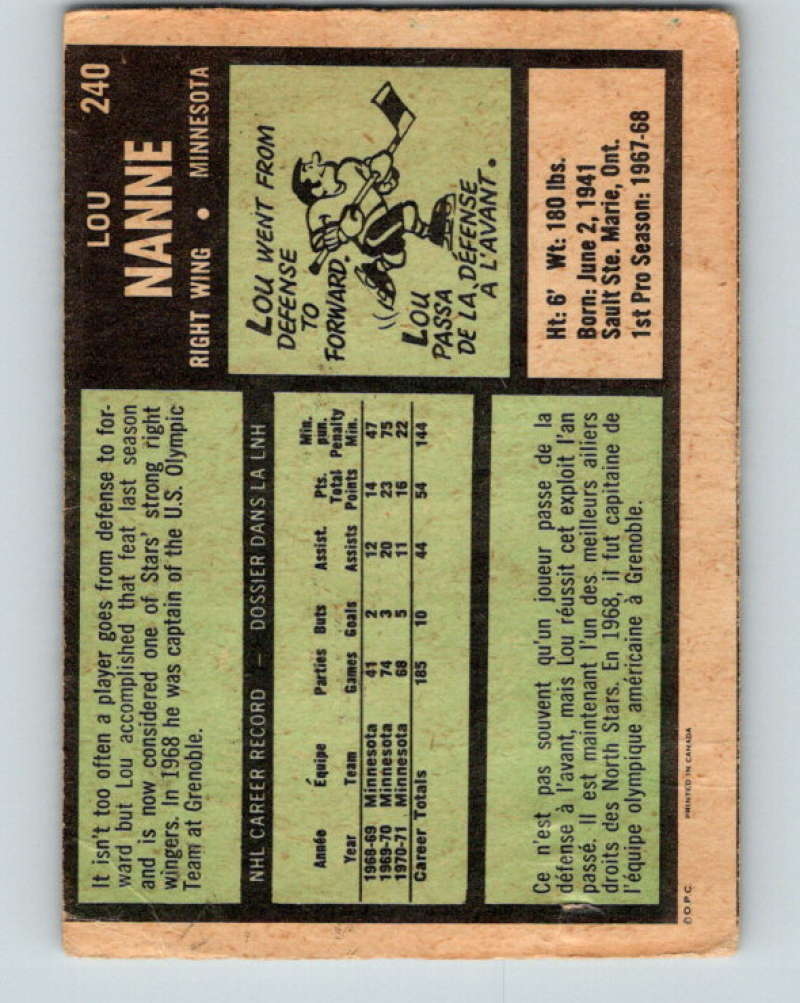 LOU 240
NANNE
RIGHT WING • MINNESOTA
It isn't too often a player goes from defense to for-
ward but Lou accomplished that feat last season
and is now considered one of Stars' strong right
wingers. In 1968 he was captain of the U.S. Olympic
Team at Grenoble.
LOU WENT FROM
DEFENSE
TO
FORWARD.
LOU
PASSA
DE LA DÉFENSE
A L'AVANT.
NHL CAREER RECORD — DOSSIER DANS LA LNH
Min.
Pts. pun.
Année Équipe Parties Buts Assist. Total Penalty
Year Team Games Goals Assists Points Min.
1968-69 Minnesota 41 2 12 14 47
1969-70 Minnesota 74 3 20 23 75
1970-71 Minnesota 68 5 11 16 22
Career Totals 185 10 44 54 144
Ht: 6' Wt: 180 lbs.
Born: June 2, 1941
Sault Ste. Marie, Ont.
1st Pro Season: 1967-68
Ce n'est pas souvent qu'un joueur passe de la
défense à l'avant, mais Lou réussit cet exploit l'an
passé. Il est maintenant l'un des meilleurs ailiers
droits des North Stars. En 1968, il fut capitaine de
l'équipe olympique américaine à Grenoble.
©O.P.C. PRINTED IN CANADA